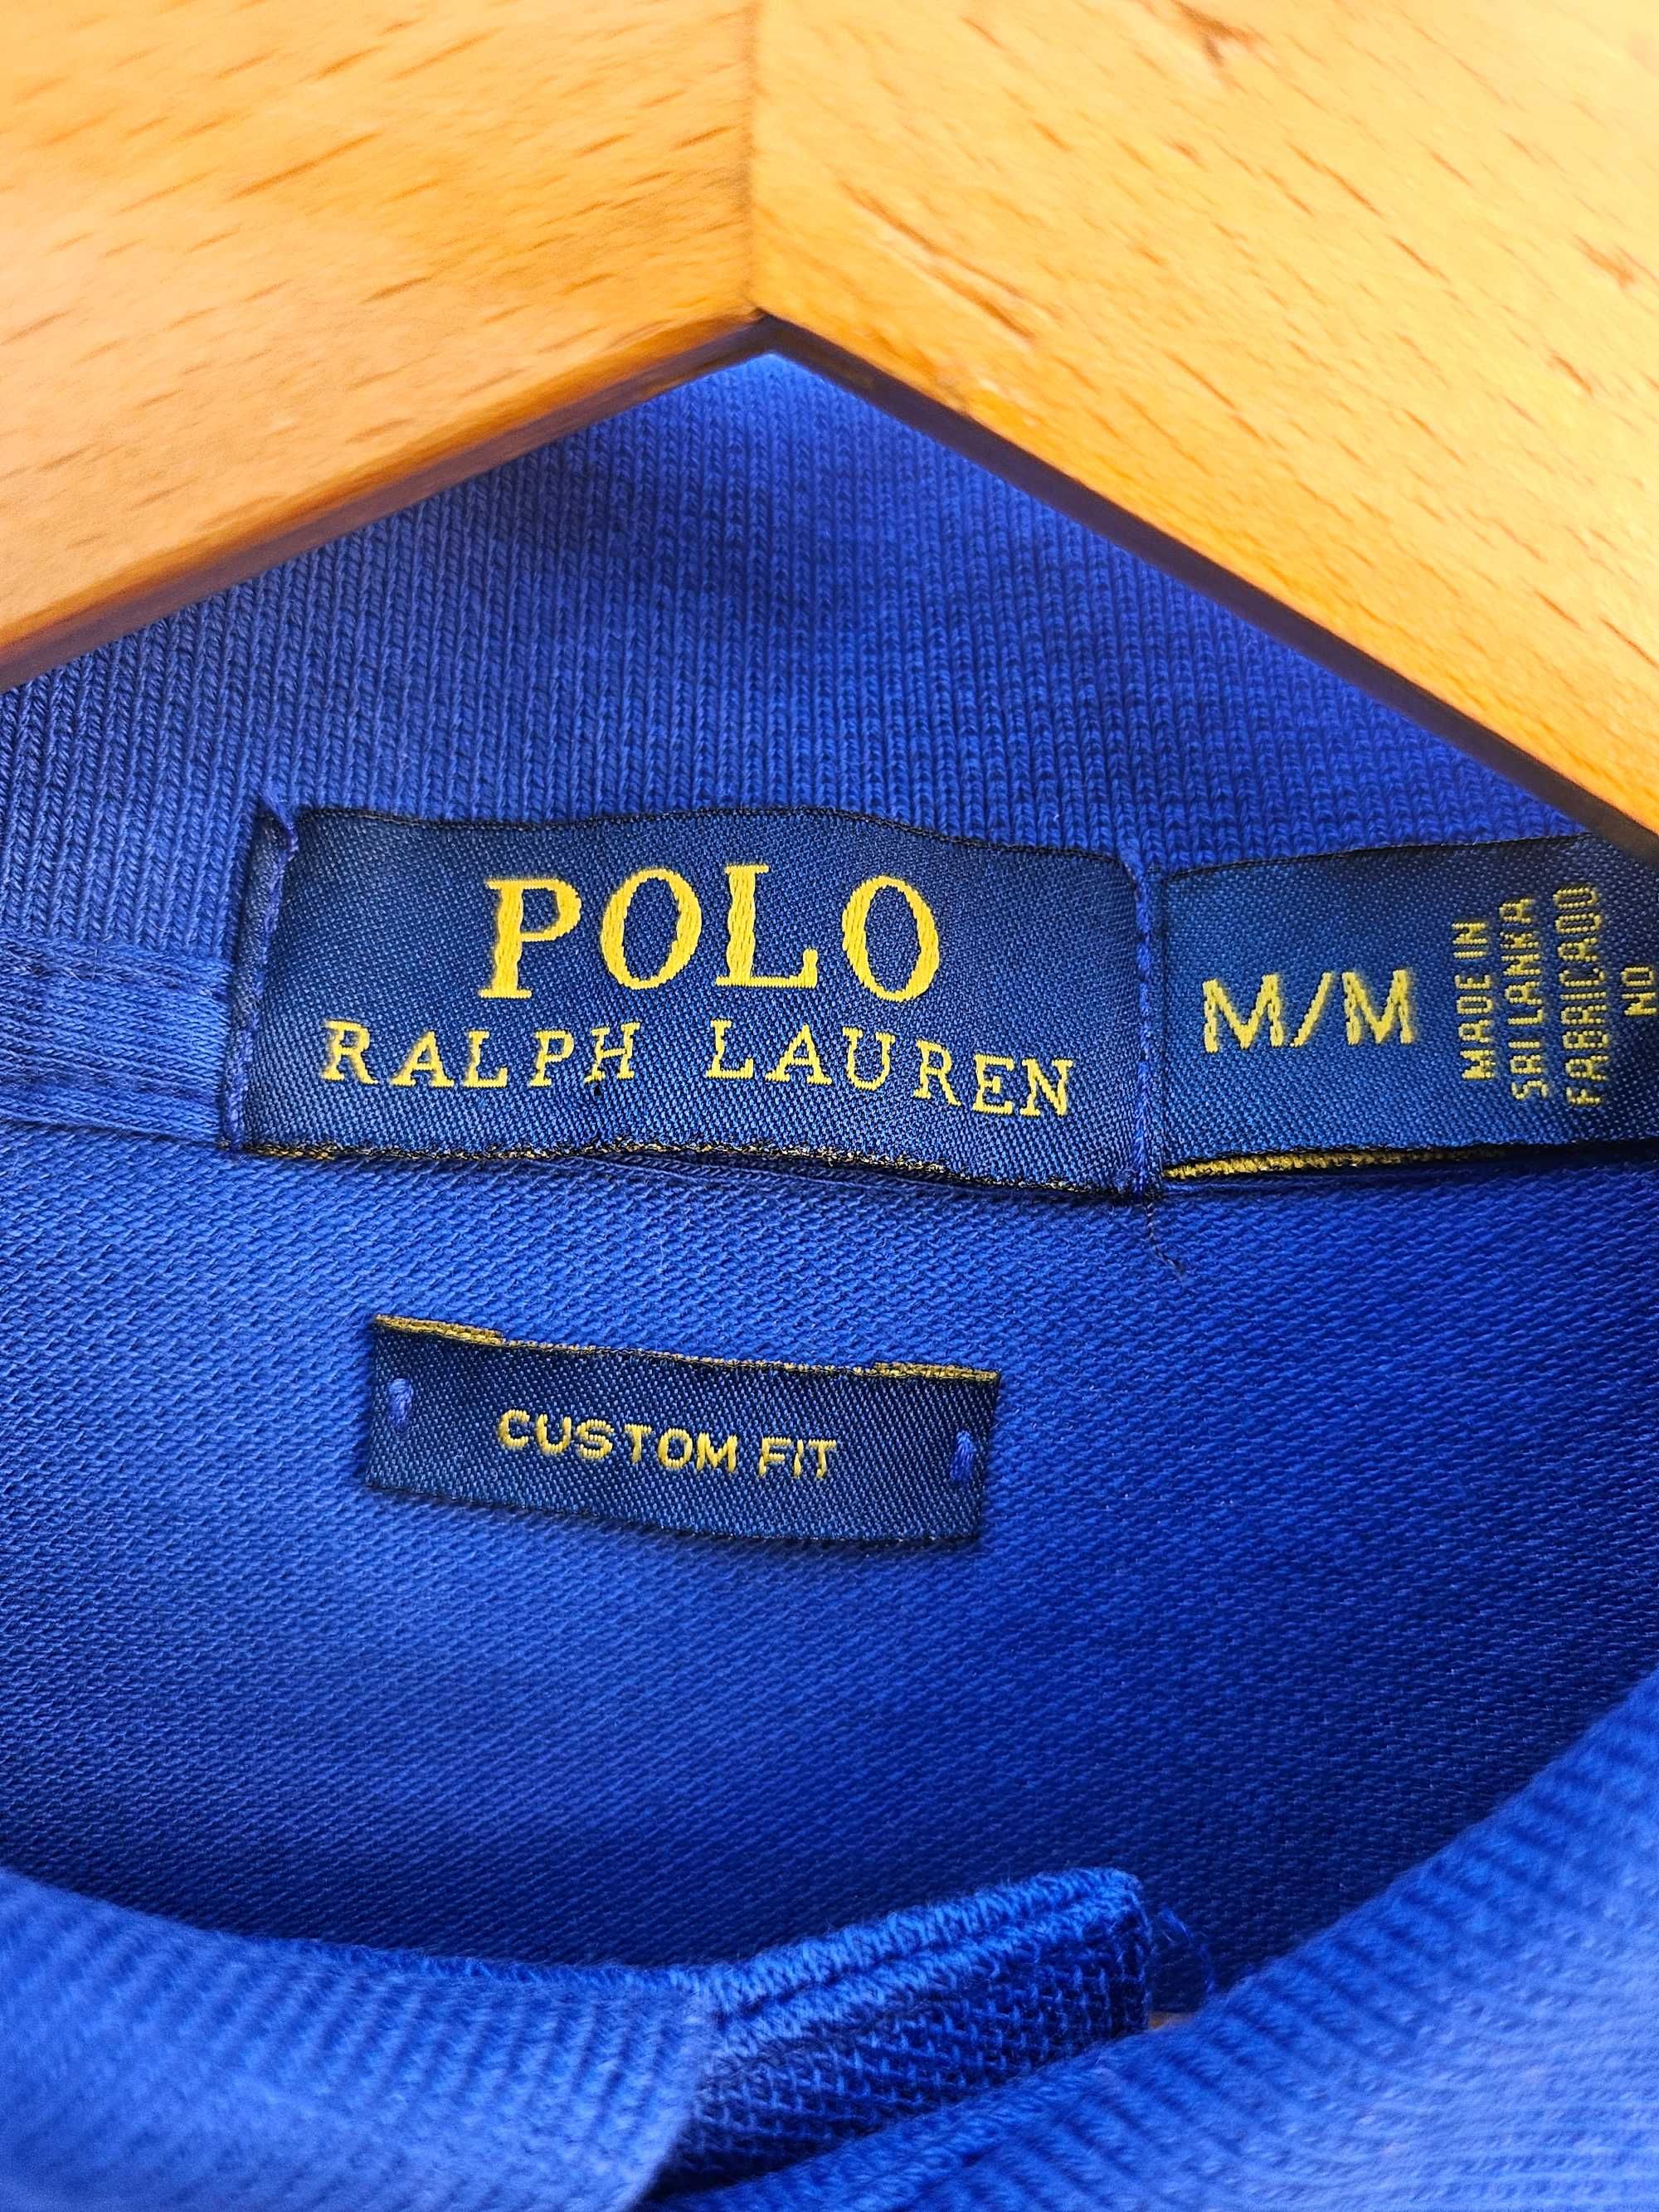 POLO
RALPH LAUREN
M/M
MADE IN
SRI LANKA
FABRICADO
NO
CUSTOM FIT